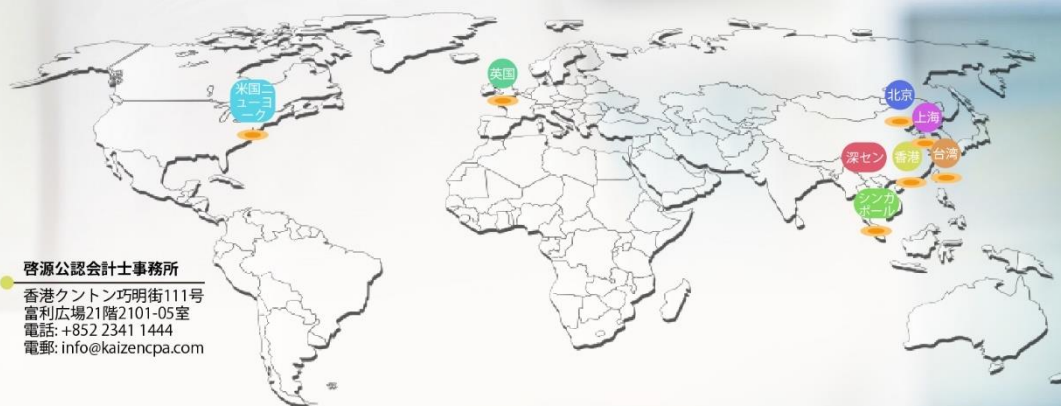 米国ニ
ューヨ
ーク
英国
北京
上海
深セン
香港
台湾
シンガ
ポール
啓源公認会計士事務所
香港クントン巧明街111号
富利広場21階2101-05室
電話: +852 2341 1444
電郵: info@kaizencpa.com